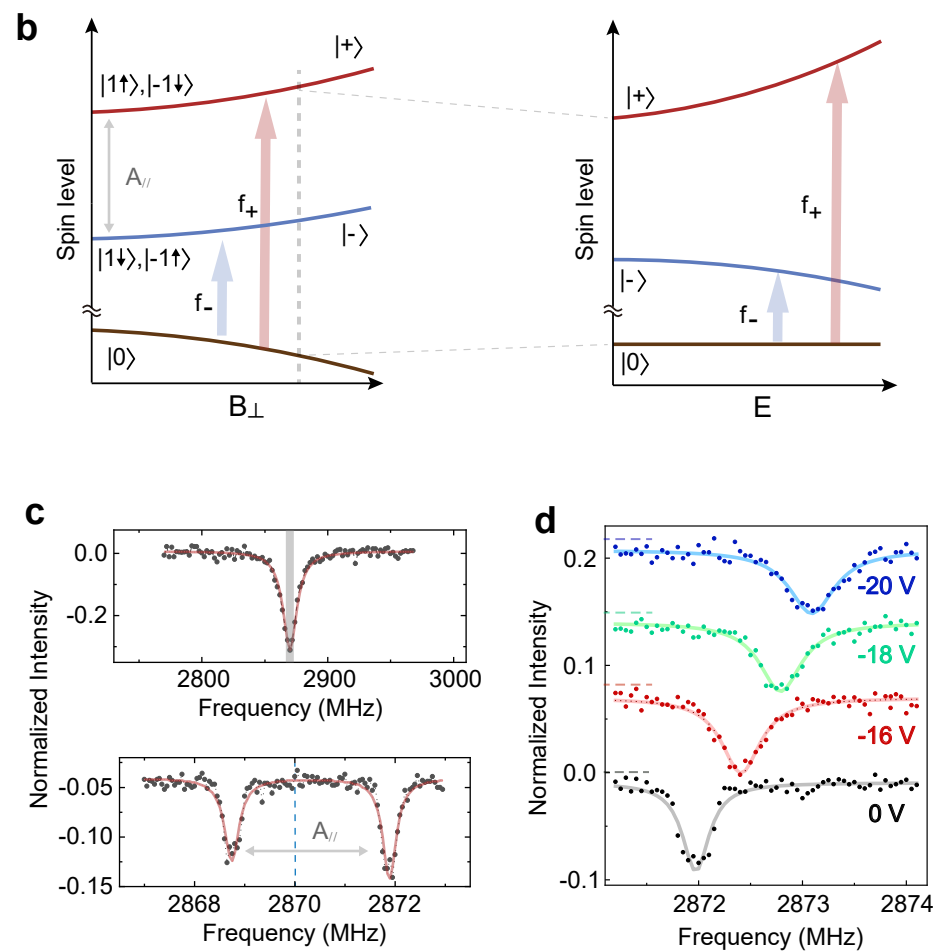 b
|+⟩
|1↑⟩,|-1↓⟩
A//
f+
|-⟩
|1↓⟩,|-1↑⟩
f-
|0⟩
Spin level
B⊥
|+⟩
f+
|-⟩
f-
|0⟩
Spin level
E
c
0.0
-0.2
2800
2900
3000
Frequency (MHz)
Normalized Intensity
-0.05
-0.10
-0.15
A//
2868
2870
2872
Frequency (MHz)
d
0.2
0.1
0.0
-0.1
-20 V
-18 V
-16 V
0 V
Normalized Intensity
2872
2873
2874
Frequency (MHz)